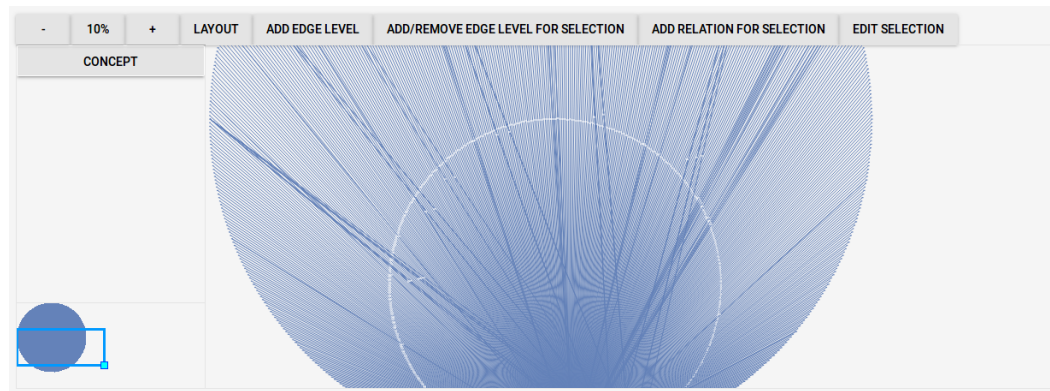 - 10% + LAYOUT ADD EDGE LEVEL ADD/REMOVE EDGE LEVEL FOR SELECTION ADD RELATION FOR SELECTION EDIT SELECTION
CONCEPT